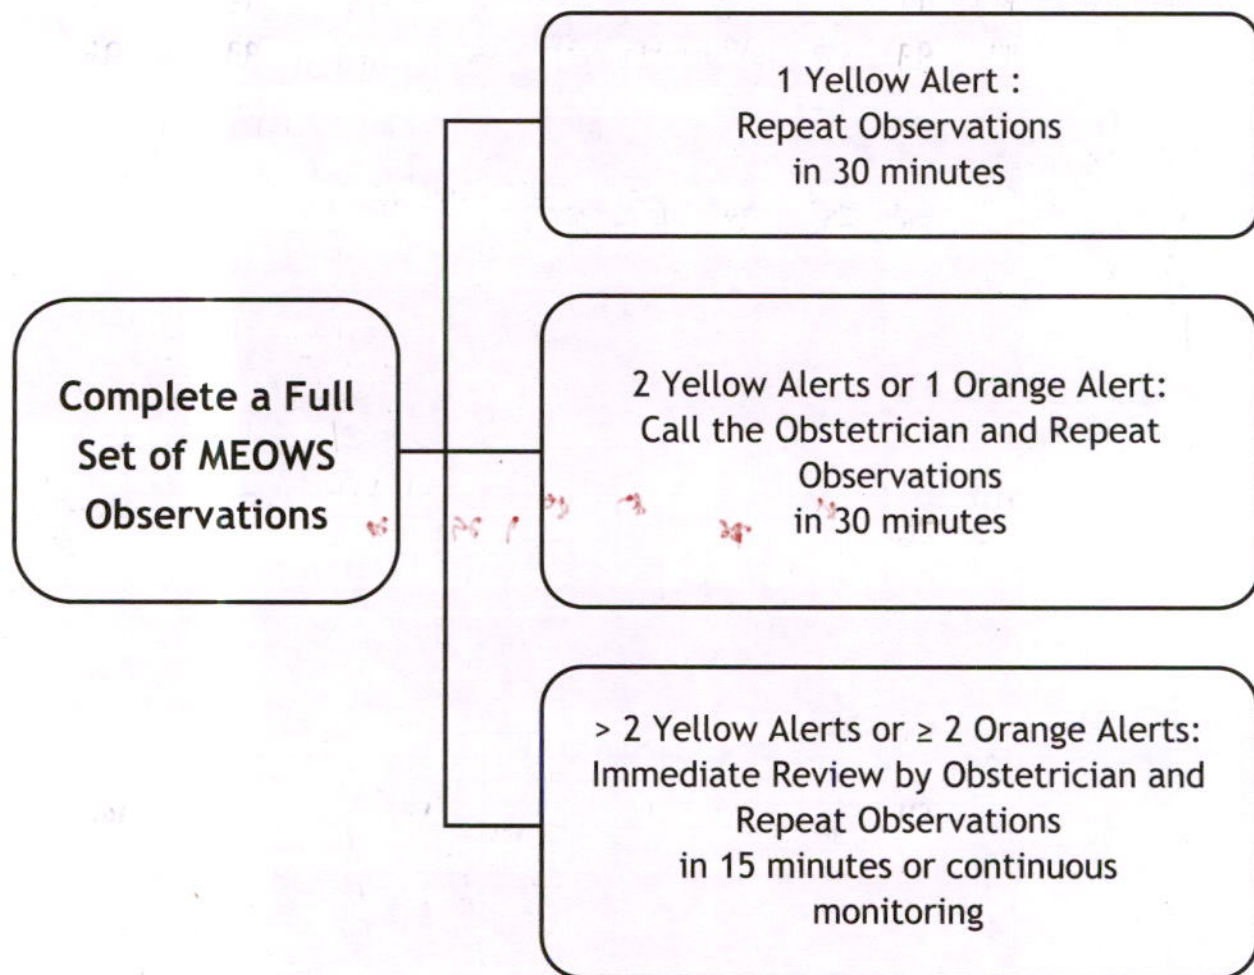 1 Yellow Alert :
Repeat Observations
in 30 minutes
Complete a Full
Set of MEOWS
Observations
2 Yellow Alerts or 1 Orange Alert:
Call the Obstetrician and Repeat
Observations
in 30 minutes
> 2 Yellow Alerts or ≥ 2 Orange Alerts:
Immediate Review by Obstetrician and
Repeat Observations
in 15 minutes or continuous
monitoring